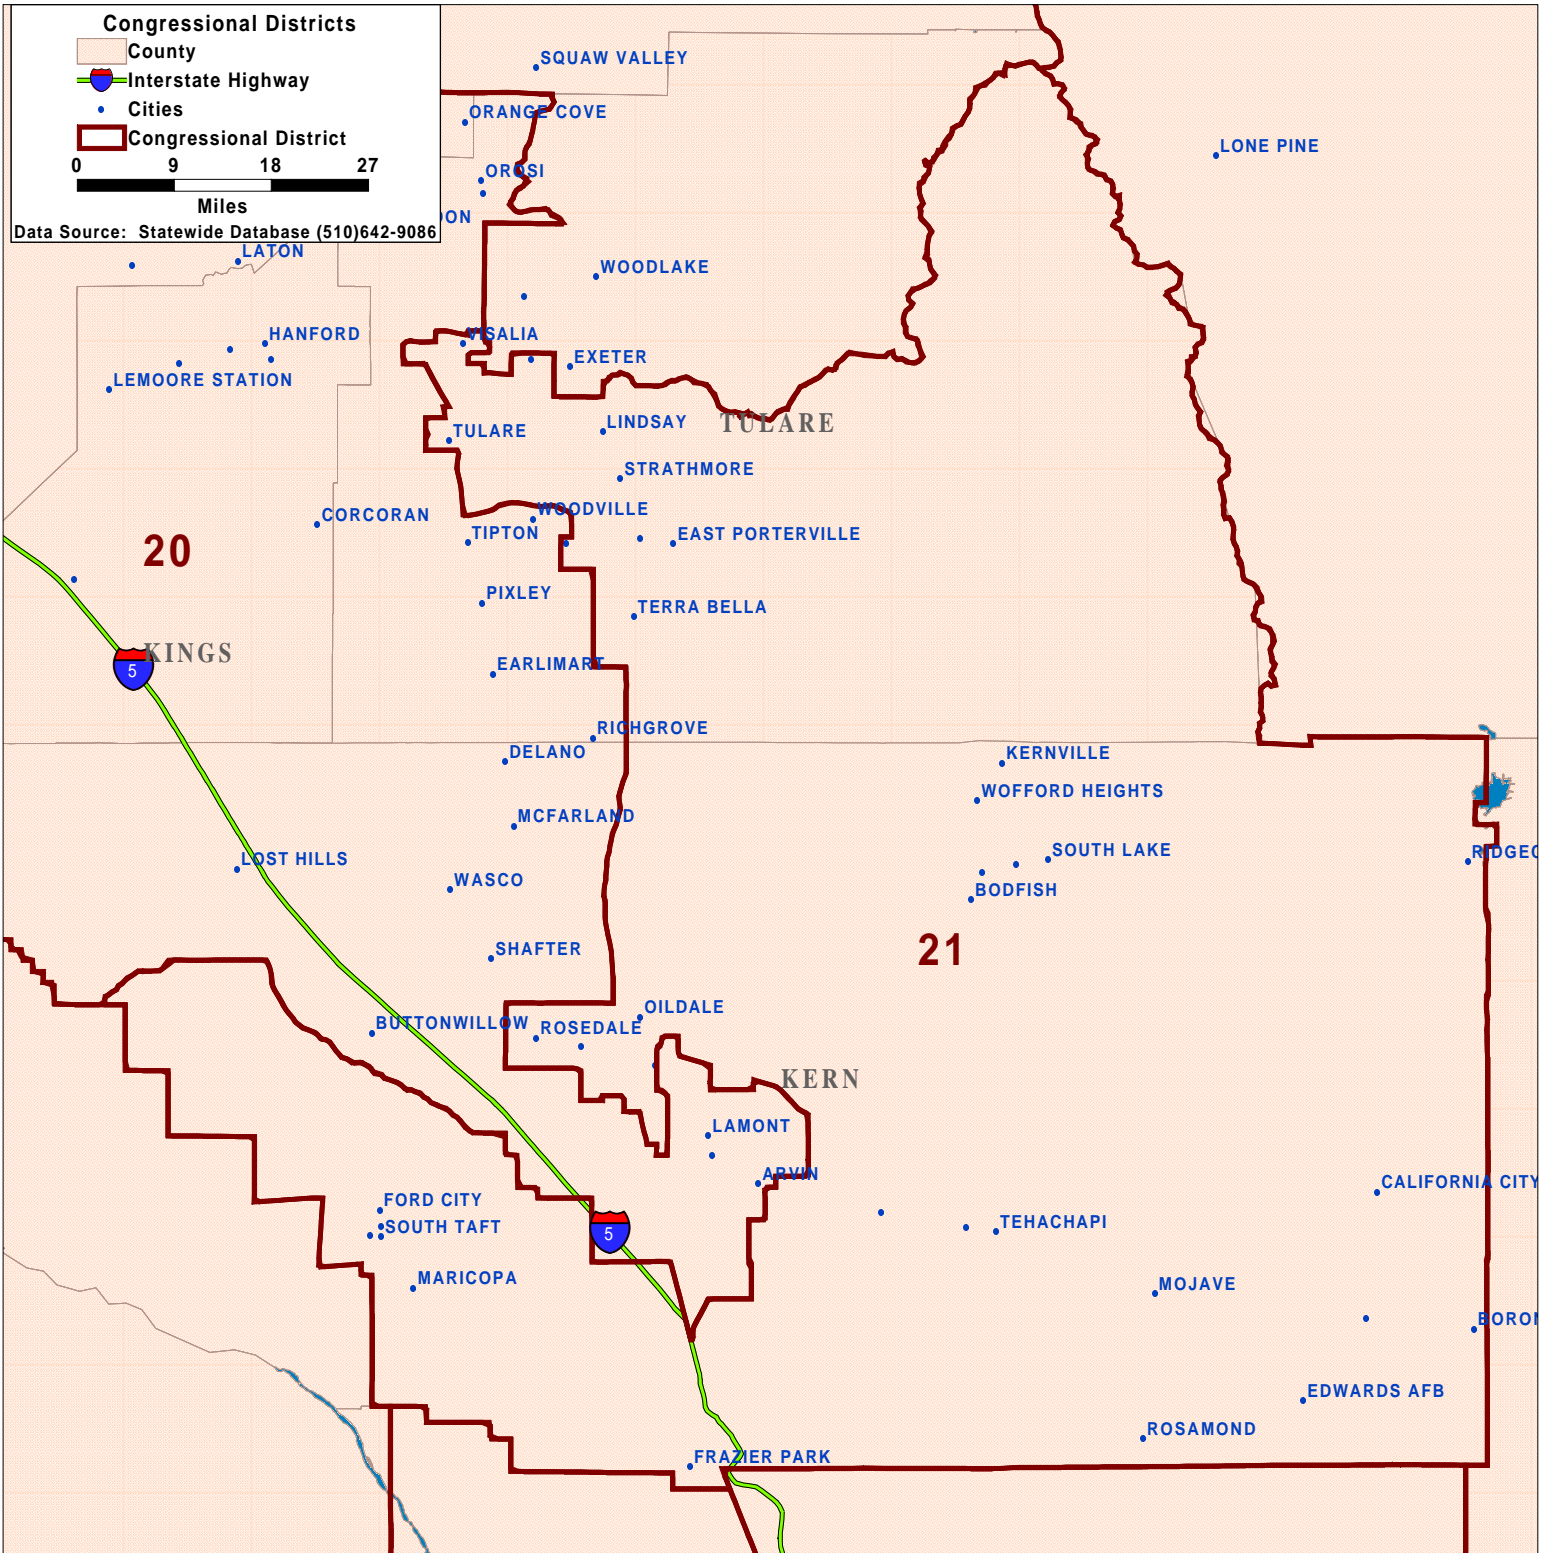 Congressional Districts
County
Interstate Highway
Cities
Congressional District
0 9 18 27
Miles
Data Source: Statewide Database (510)642-9086
SQUAW VALLEY
ORANGE COVE
LONE PINE
OROSI
LATON
WOODLAKE
HANFORD
VISALIA
EXETER
LEMOORE STATION
TULARE
LINDSAY
TULARE
STRATHMORE
CORCORAN
WOODVILLE
TIPTON
EAST PORTERVILLE
20
PIXLEY
TERRA BELLA
KINGS
5
EARLIMART
RICHGROVE
DELANO
KERNVILLE
WOFFORD HEIGHTS
MCFARLAND
LOST HILLS
SOUTH LAKE
WASCO
BODFISH
SHAFTER
21
OILDALE
BUTTONWILLOW
ROSEDALE
KERN
LAMONT
ARVIN
CALIFORNIA CITY
FORD CITY
SOUTH TAFT
TEHACHAPI
5
MARICOPA
MOJAVE
EDWARDS AFB
ROSAMOND
FRAZIER PARK